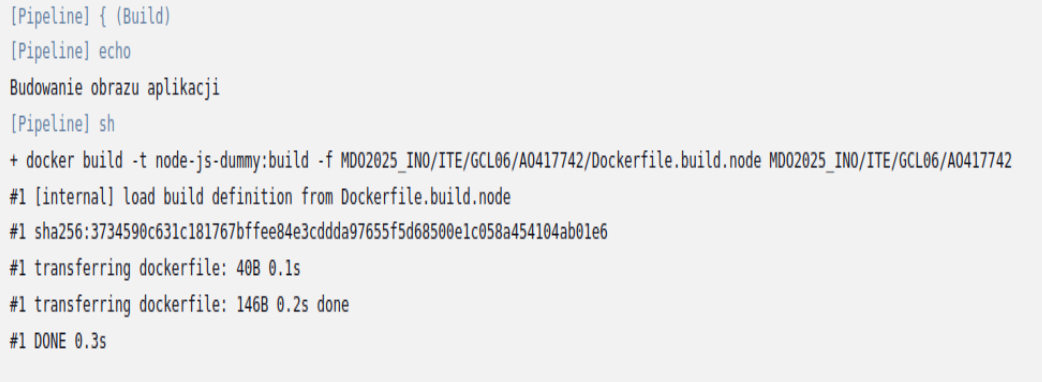 [Pipeline] { (Build)
[Pipeline] echo
Budowanie obrazu aplikacji
[Pipeline] sh
+ docker build -t node-js-dummy:build -f MDO2025_INO/ITE/GCL06/AO417742/Dockerfile.build.node MDO2025_INO/ITE/GCL06/AO417742
#1 [internal] load build definition from Dockerfile.build.node
#1 sha256:3734590c631c181767bffee84e3cddda97655f5d68500e1c058a454104ab01e6
#1 transferring dockerfile: 40B 0.1s
#1 transferring dockerfile: 146B 0.2s done
#1 DONE 0.3s